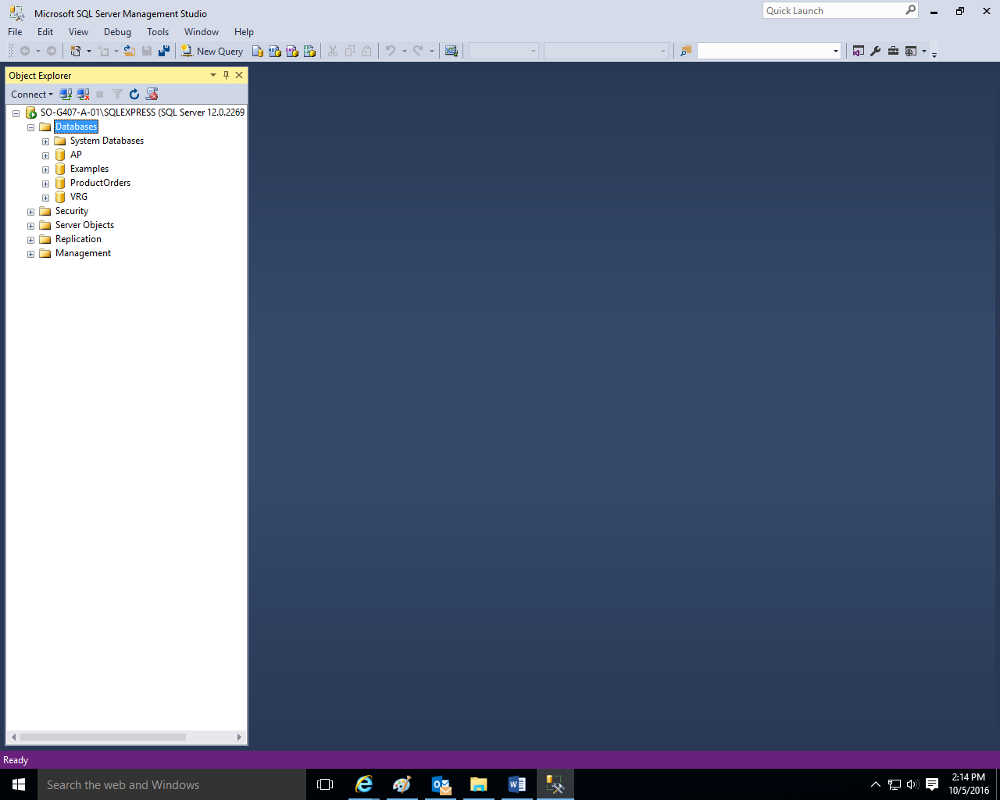 Microsoft SQL Server Management Studio
Quick Launch
File Edit View Debug Tools Window Help
New Query
Object Explorer
Connect
SO-G407-A-01\SQLEXPRESS (SQL Server 12.0.2269
Databases
System Databases
AP
Examples
ProductOrders
VRG
Security
Server Objects
Replication
Management
Ready
Search the web and Windows
2:14 PM
10/5/2016